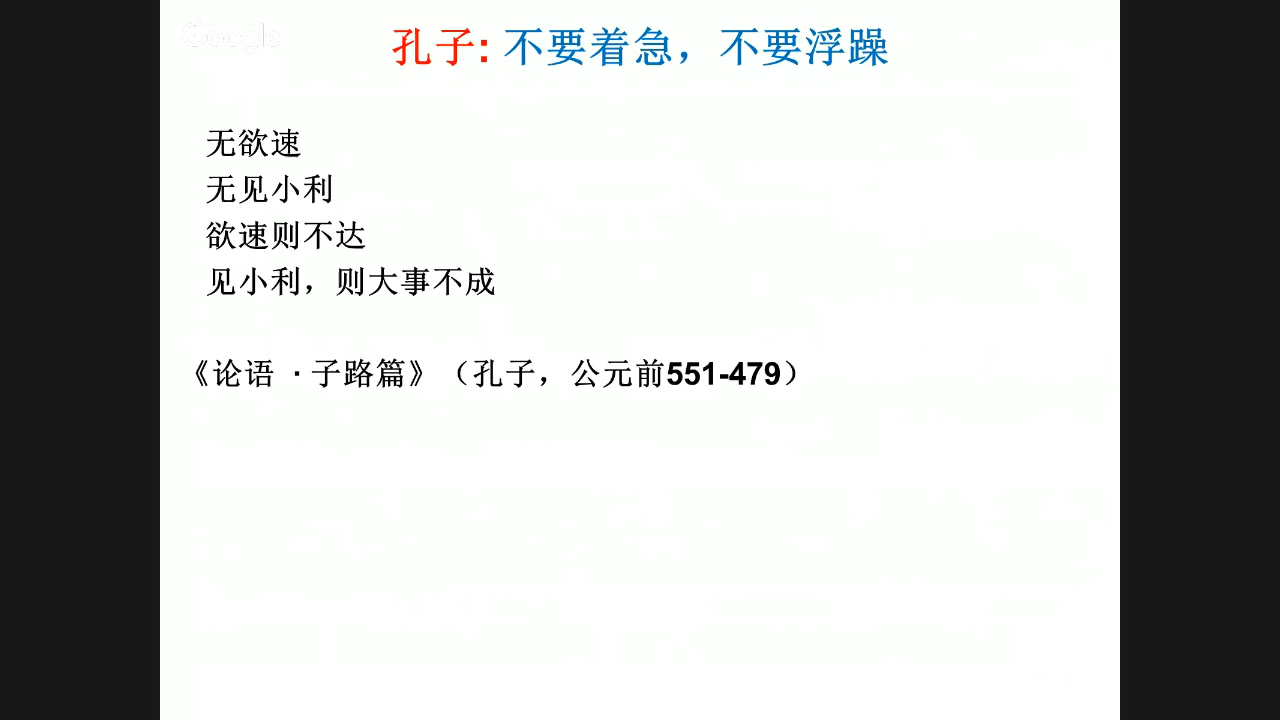 Google
孔子: 不要着急，不要浮躁
无欲速
无见小利
欲速则不达
见小利，则大事不成
《论语 · 子路篇》（孔子，公元前551-479）